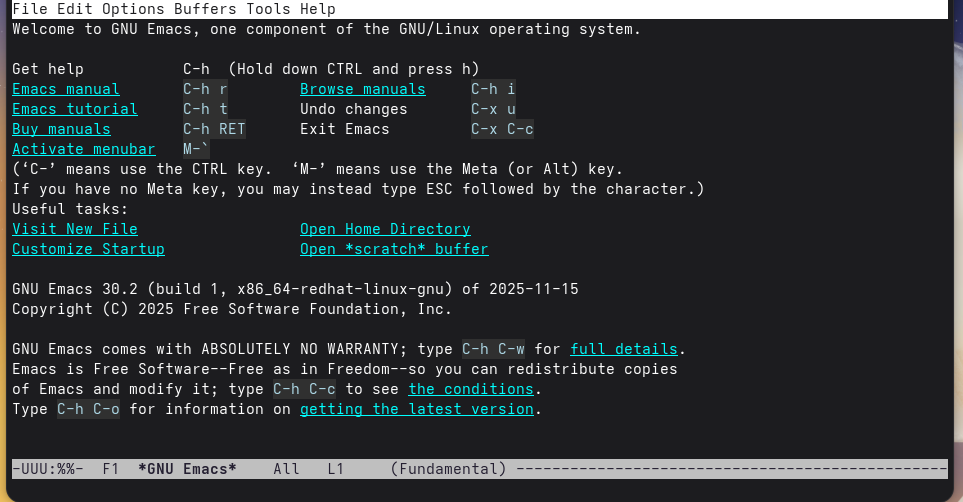 File Edit Options Buffers Tools Help
Welcome to GNU Emacs, one component of the GNU/Linux operating system.
Get help C-h (Hold down CTRL and press h)
Emacs manual C-h r Browse manuals C-h i
Emacs tutorial C-h t Undo changes C-x u
Buy manuals C-h RET Exit Emacs C-x C-c
Activate menubar M-`
(‘C-’ means use the CTRL key. ‘M-’ means use the Meta (or Alt) key.
If you have no Meta key, you may instead type ESC followed by the character.)
Useful tasks:
Visit New File Open Home Directory
Customize Startup Open *scratch* buffer
GNU Emacs 30.2 (build 1, x86_64-redhat-linux-gnu) of 2025-11-15
Copyright (C) 2025 Free Software Foundation, Inc.
GNU Emacs comes with ABSOLUTELY NO WARRANTY; type C-h C-w for full details.
Emacs is Free Software--Free as in Freedom--so you can redistribute copies
of Emacs and modify it; type C-h C-c to see the conditions.
Type C-h C-o for information on getting the latest version.
-UUU:%%- F1 *GNU Emacs* All L1 (Fundamental) ------------------------------------------------